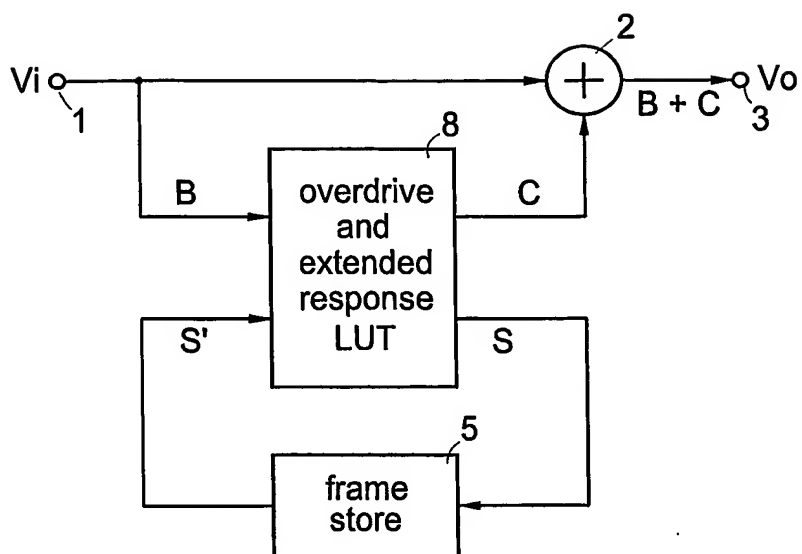 2
Vi
1
B + C
3
Vo
8
B
overdrive
and
extended
response
LUT
C
S'
S
5
frame
store